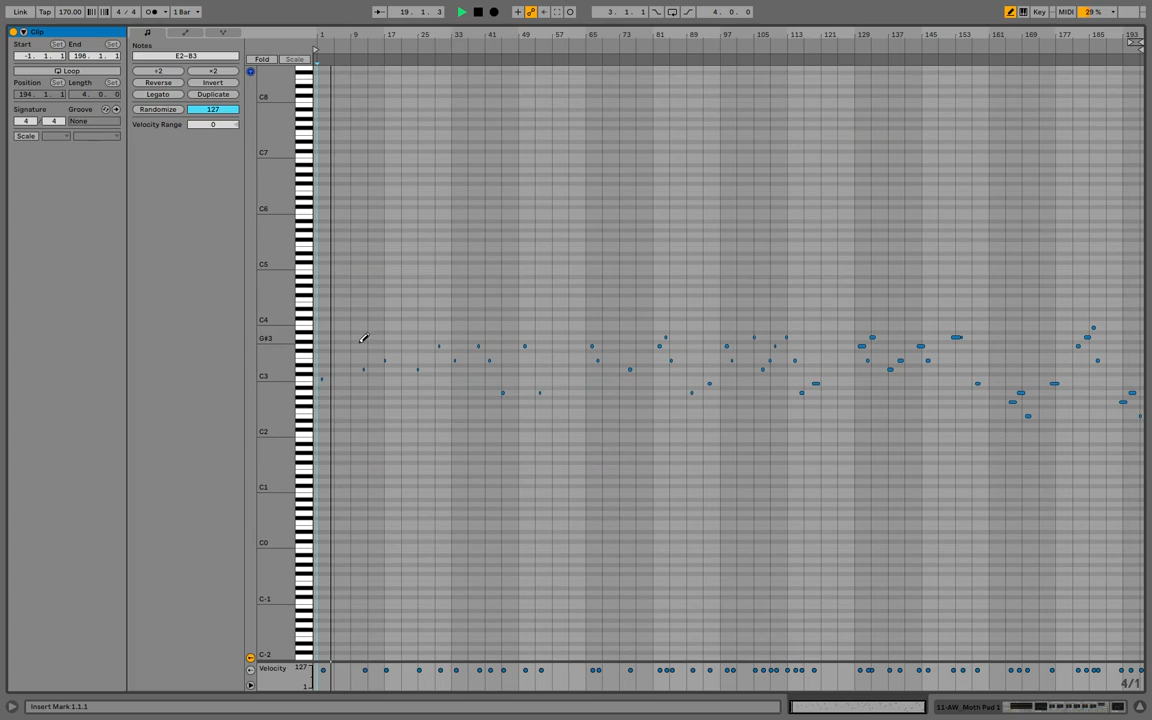 Link Tap 170.00 4 / 4 1 Bar 19. 1. 3 3. 1. 1 4. 0. 0 Key MIDI 29 %
Clip
Start Set End Set
-1. 1. 1 196. 1. 1
Loop
Position Set Length Set
194. 1. 1 4. 0. 0
Signature Groove
4 / 4 None
Scale
Notes
E2-B3
÷2 ×2
Reverse Invert
Legato Duplicate
Randomize 127
Velocity Range 0
1 9 17 25 33 41 49 57 65 73 81 89 97 105 113 121 129 137 145 153 161 169 177 185 193
Fold Scale
C8
C7
C6
C5
C4
G#3
C3
C2
C1
C0
C-1
C-2
Velocity 127
1
4/1
Insert Mark 1.1.1
11-AW_Moth Pad 1